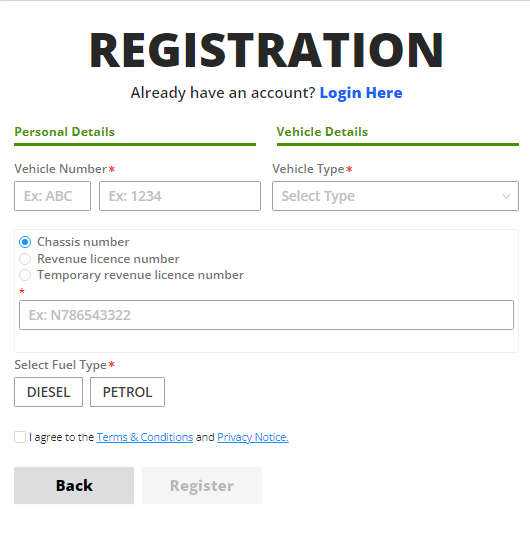 REGISTRATION
Already have an account? Login Here
Personal Details Vehicle Details
Vehicle Number* Vehicle Type*
Ex: ABC Ex: 1234 Select Type
Chassis number
Revenue licence number
Temporary revenue licence number
*
Ex: N786543322
Select Fuel Type*
DIESEL PETROL
I agree to the Terms & Conditions and Privacy Notice.
Back Register